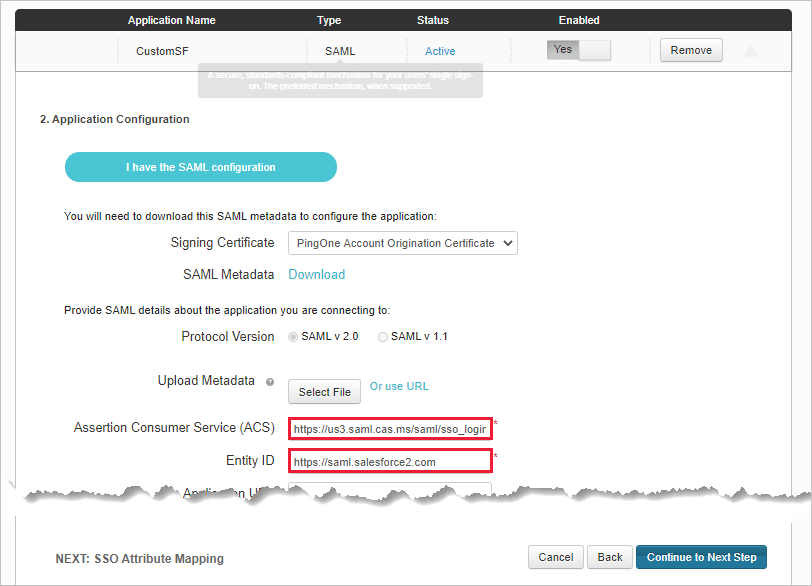 Application Name Type Status Enabled
CustomSF SAML Active Yes Remove
A secure, standards-compliant mechanism for your users' single sign-
on. The preferred mechanism, when supported.
2. Application Configuration
I have the SAML configuration
You will need to download this SAML metadata to configure the application:
Signing Certificate PingOne Account Origination Certificate
SAML Metadata Download
Provide SAML details about the application you are connecting to:
Protocol Version SAML v 2.0 SAML v 1.1
Upload Metadata ? Select File Or use URL
Assertion Consumer Service (ACS) https://us3.saml.cas.ms/saml/sso_login *
Entity ID https://saml.salesforce2.com *
Application
NEXT: SSO Attribute Mapping Cancel Back Continue to Next Step